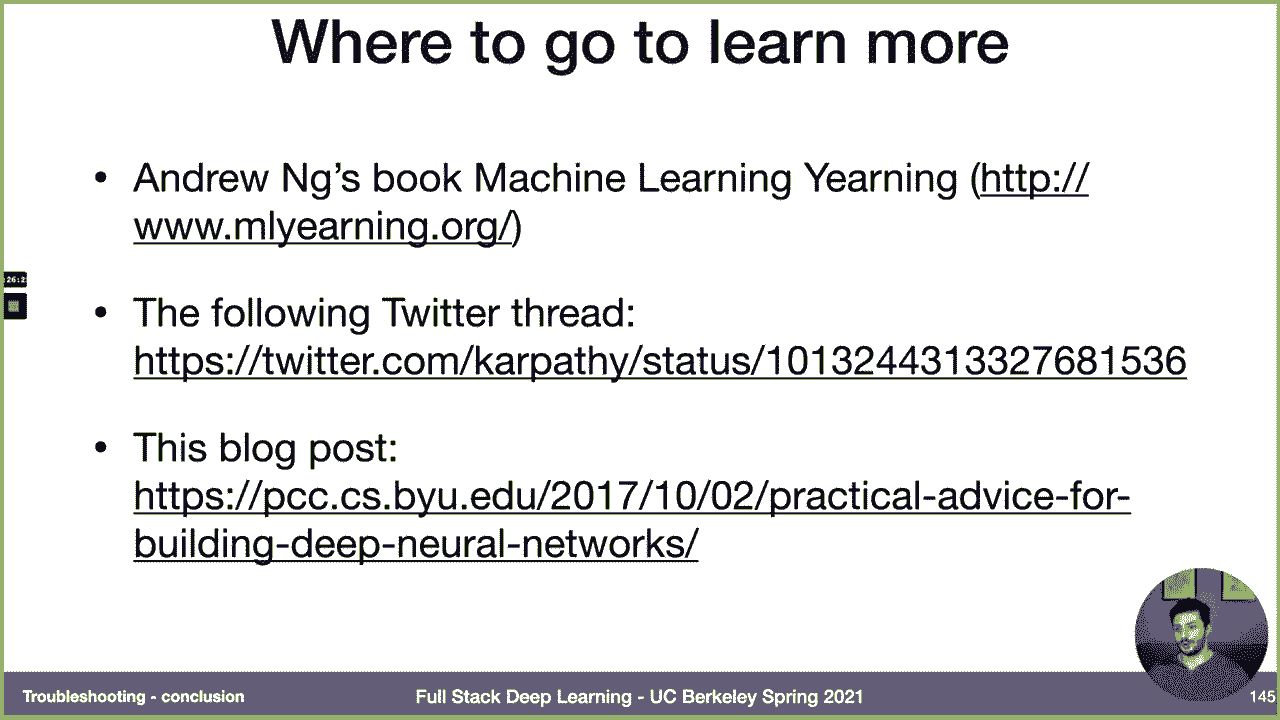 Where to go to learn more
• Andrew Ng's book Machine Learning Yearning (http://
www.mlyearning.org/)
• The following Twitter thread:
https://twitter.com/karpathy/status/1013244313327681536
• This blog post:
https://pcc.cs.byu.edu/2017/10/02/practical-advice-for-
building-deep-neural-networks/
Troubleshooting - conclusion
Full Stack Deep Learning - UC Berkeley Spring 2021
145